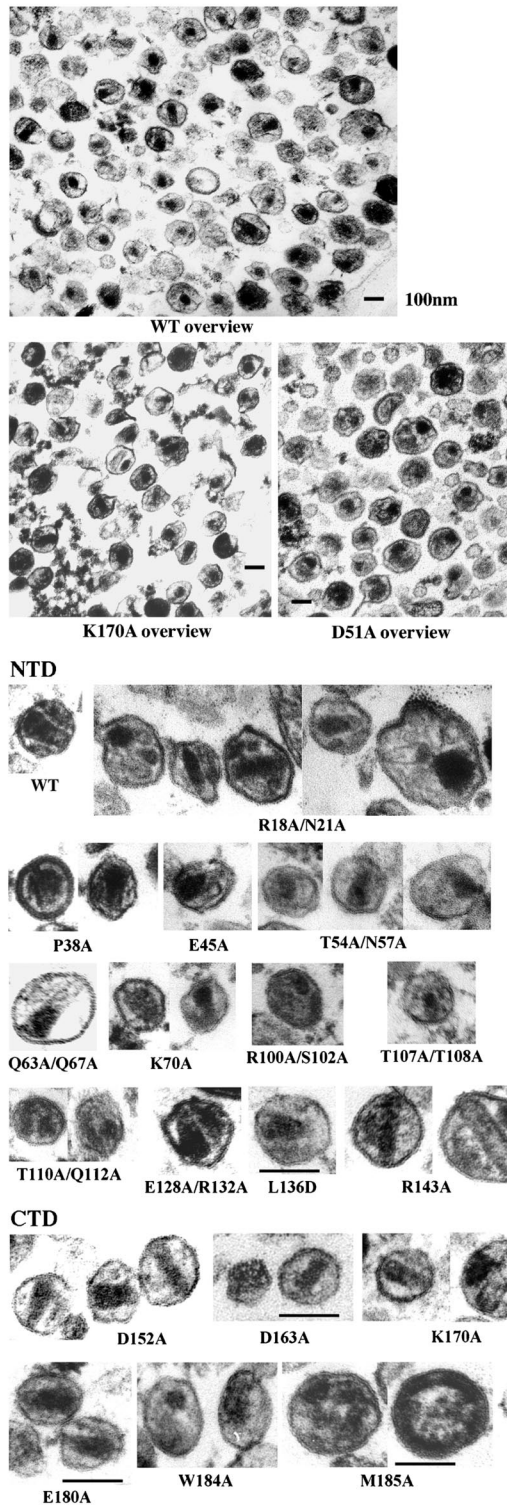 100nm
WT overview
K170A overview D51A overview
NTD
WT
R18A/N21A
P38A E45A T54A/N57A
Q63A/Q67A K70A R100A/S102A T107A/T108A
T110A/Q112A E128A/R132A L136D R143A
CTD
D152A D163A K170A
E180A W184A M185A